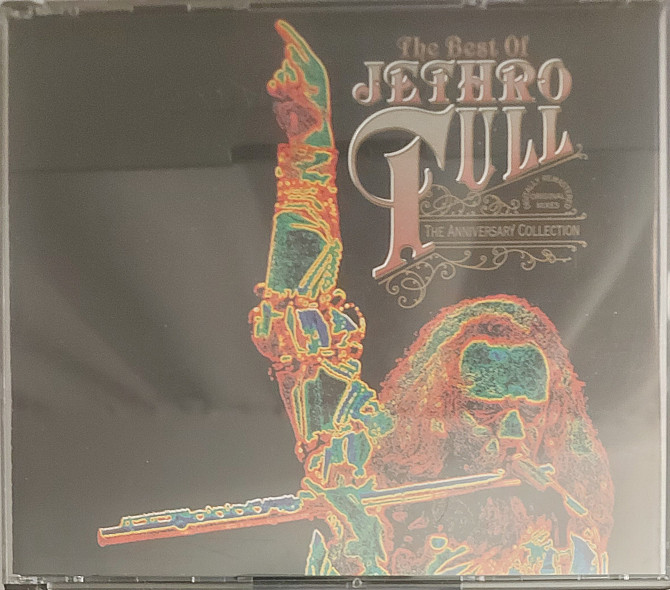 The Best Of
JETHRO
TULL
DIGITALLY REMASTERED
ORIGINAL
MIXES
THE ANNIVERSARY COLLECTION